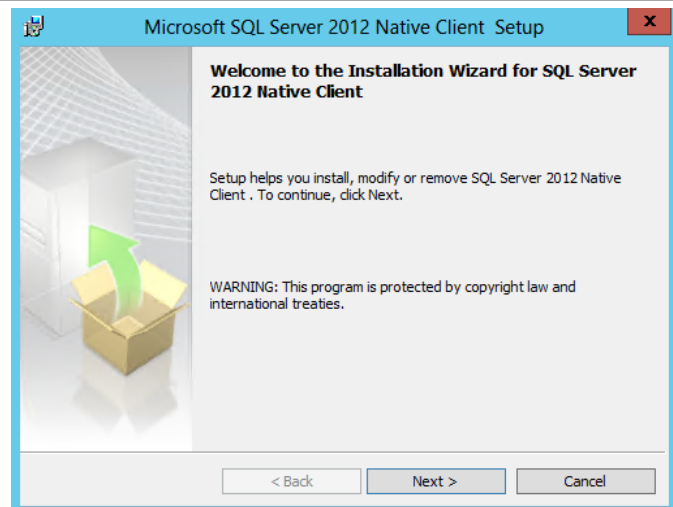 Microsoft SQL Server 2012 Native Client Setup
x
Welcome to the Installation Wizard for SQL Server
2012 Native Client
Setup helps you install, modify or remove SQL Server 2012 Native
Client . To continue, click Next.
WARNING: This program is protected by copyright law and
international treaties.
< Back
Next >
Cancel